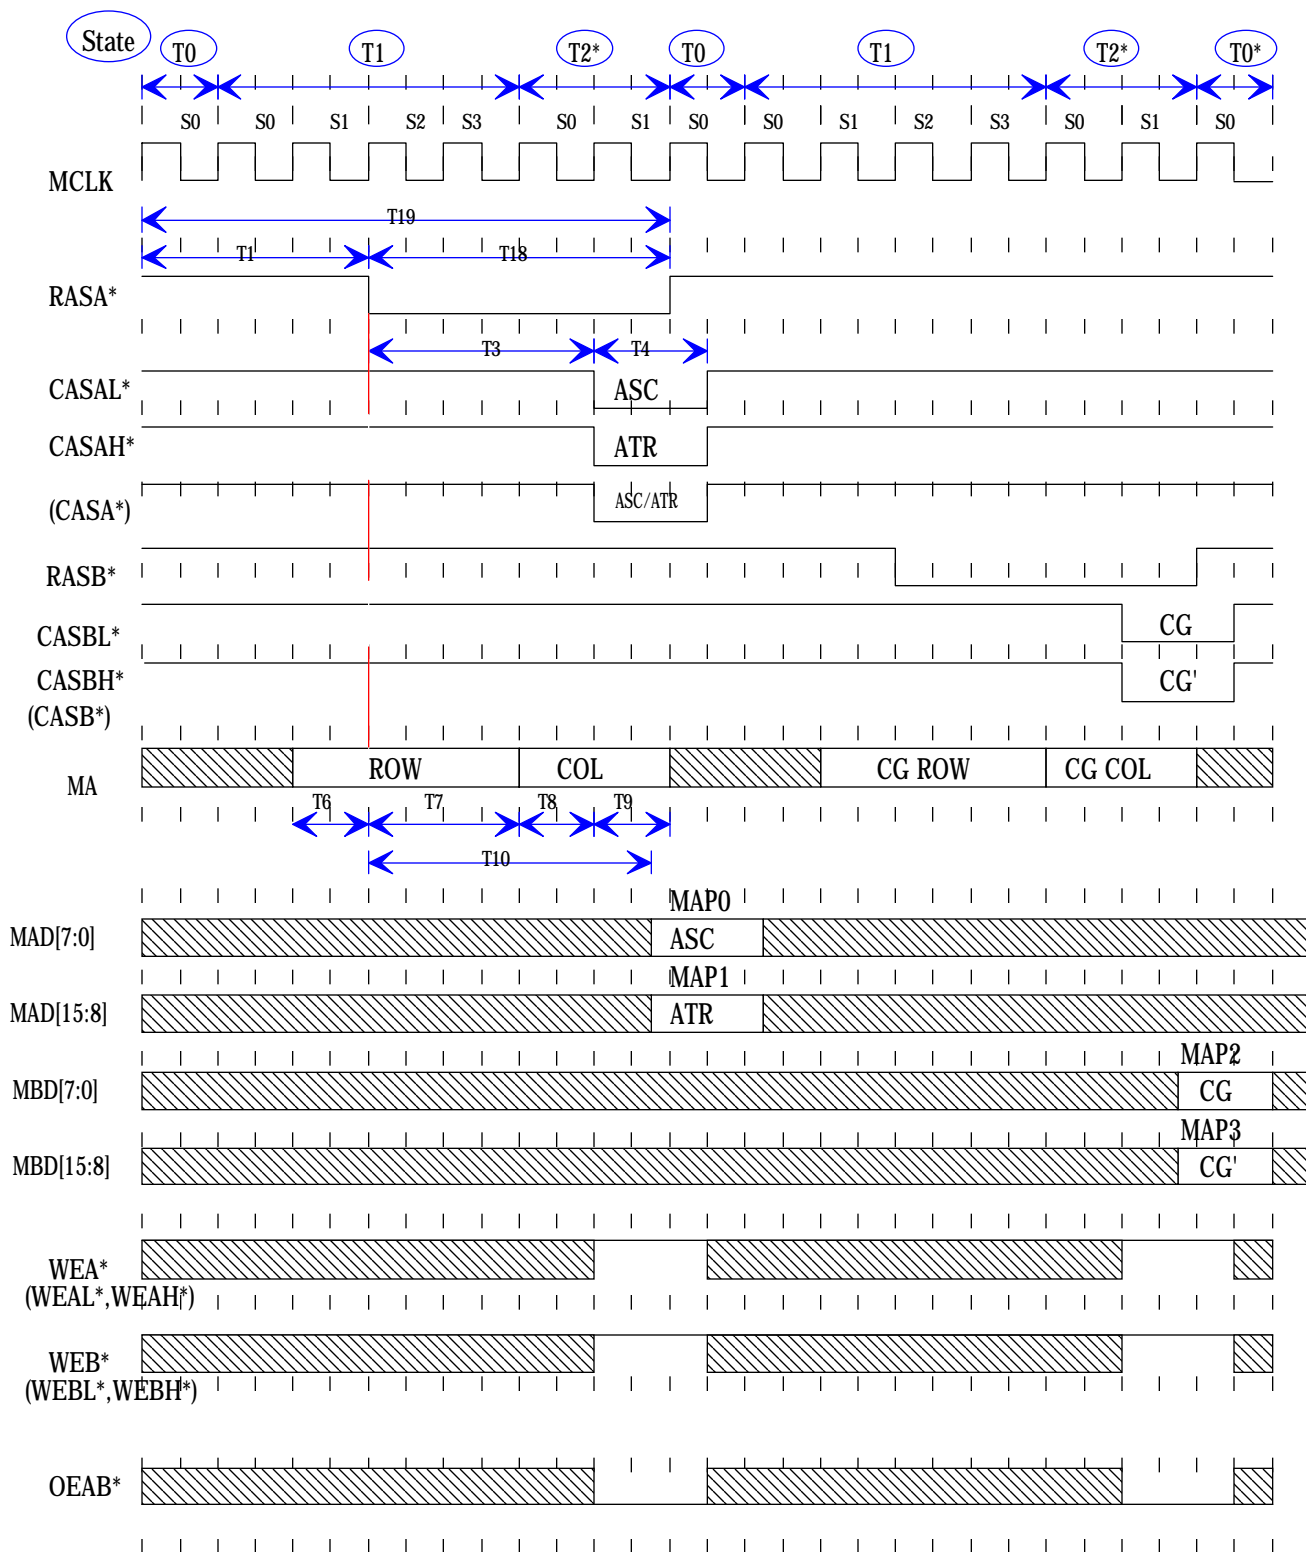 State T0 T1 T2* T0 T1 T2* T0*
S0 S0 S1 S2 S3 S0 S1 S0 S0 S1 S2 S3 S0 S1 S0
MCLK
T19
T1 T18
RASA*
T3 T4
CASAL* ASC
CASAH* ATR
(CASA*) ASC/ATR
RASB*
CASBL* CG
CASBH* CG'
(CASB*)
MA ROW COL CG ROW CG COL
T6 T7 T8 T9
T10
MAP0
MAD[7:0] ASC
MAP1
MAD[15:8] ATR
MAP2
MBD[7:0] CG
MAP3
MBD[15:8] CG'
WEA*
(WEAL*,WEAH*)
WEB*
(WEBL*,WEBH*)
OEAB*